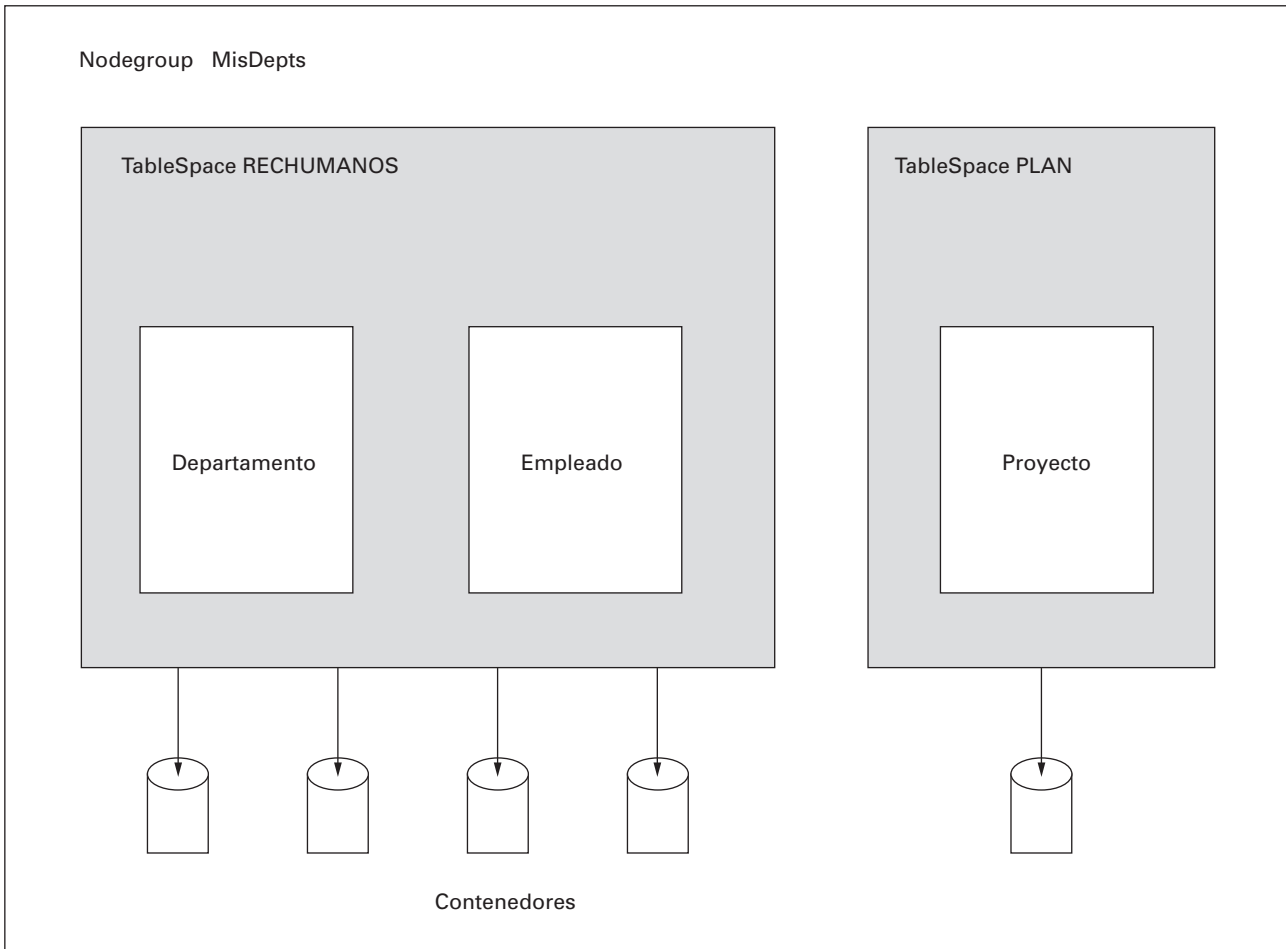 Nodegroup MisDepts
TableSpace RECHUMANOS
TableSpace PLAN
Departamento
Empleado
Proyecto
Contenedores